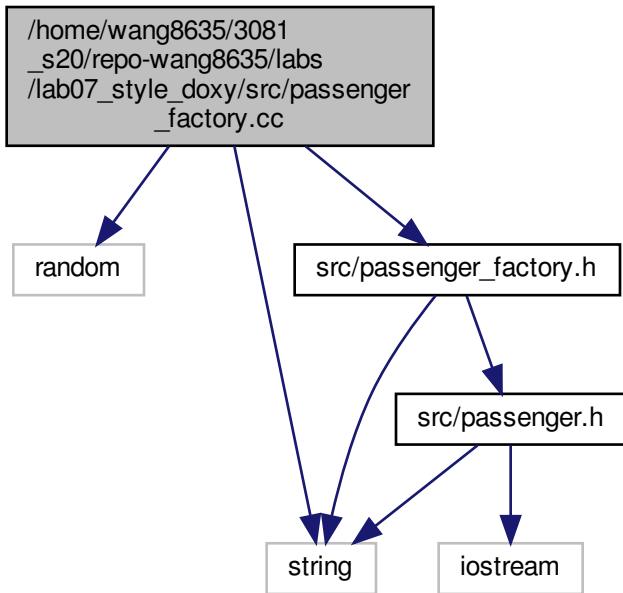 /home/wang8635/3081
_s20/repo-wang8635/labs
/lab07_style_doxy/src/passenger
_factory.cc
random
src/passenger_factory.h
src/passenger.h
string
iostream